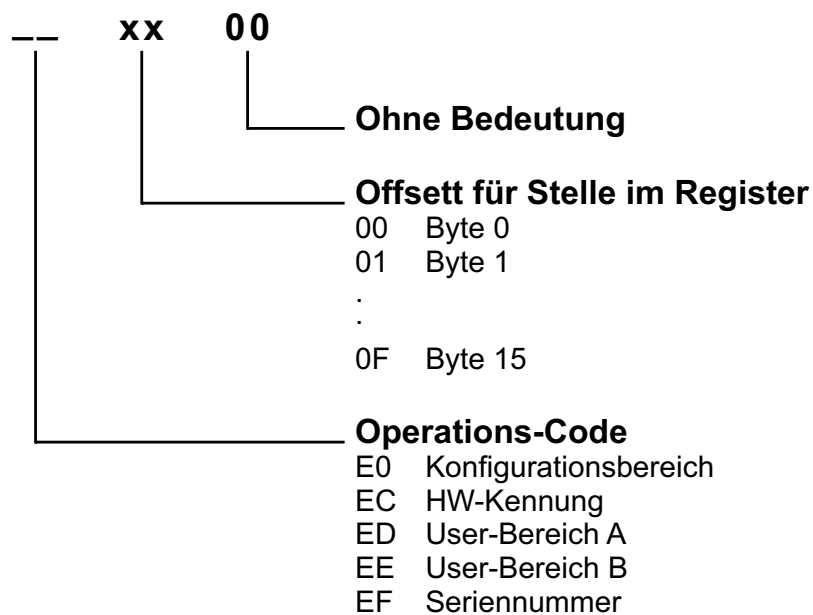 __ xx 00
Ohne Bedeutung
Offsett für Stelle im Register
00 Byte 0
01 Byte 1
.
.
0F Byte 15
Operations-Code
E0 Konfigurationsbereich
EC HW-Kennung
ED User-Bereich A
EE User-Bereich B
EF Seriennummer